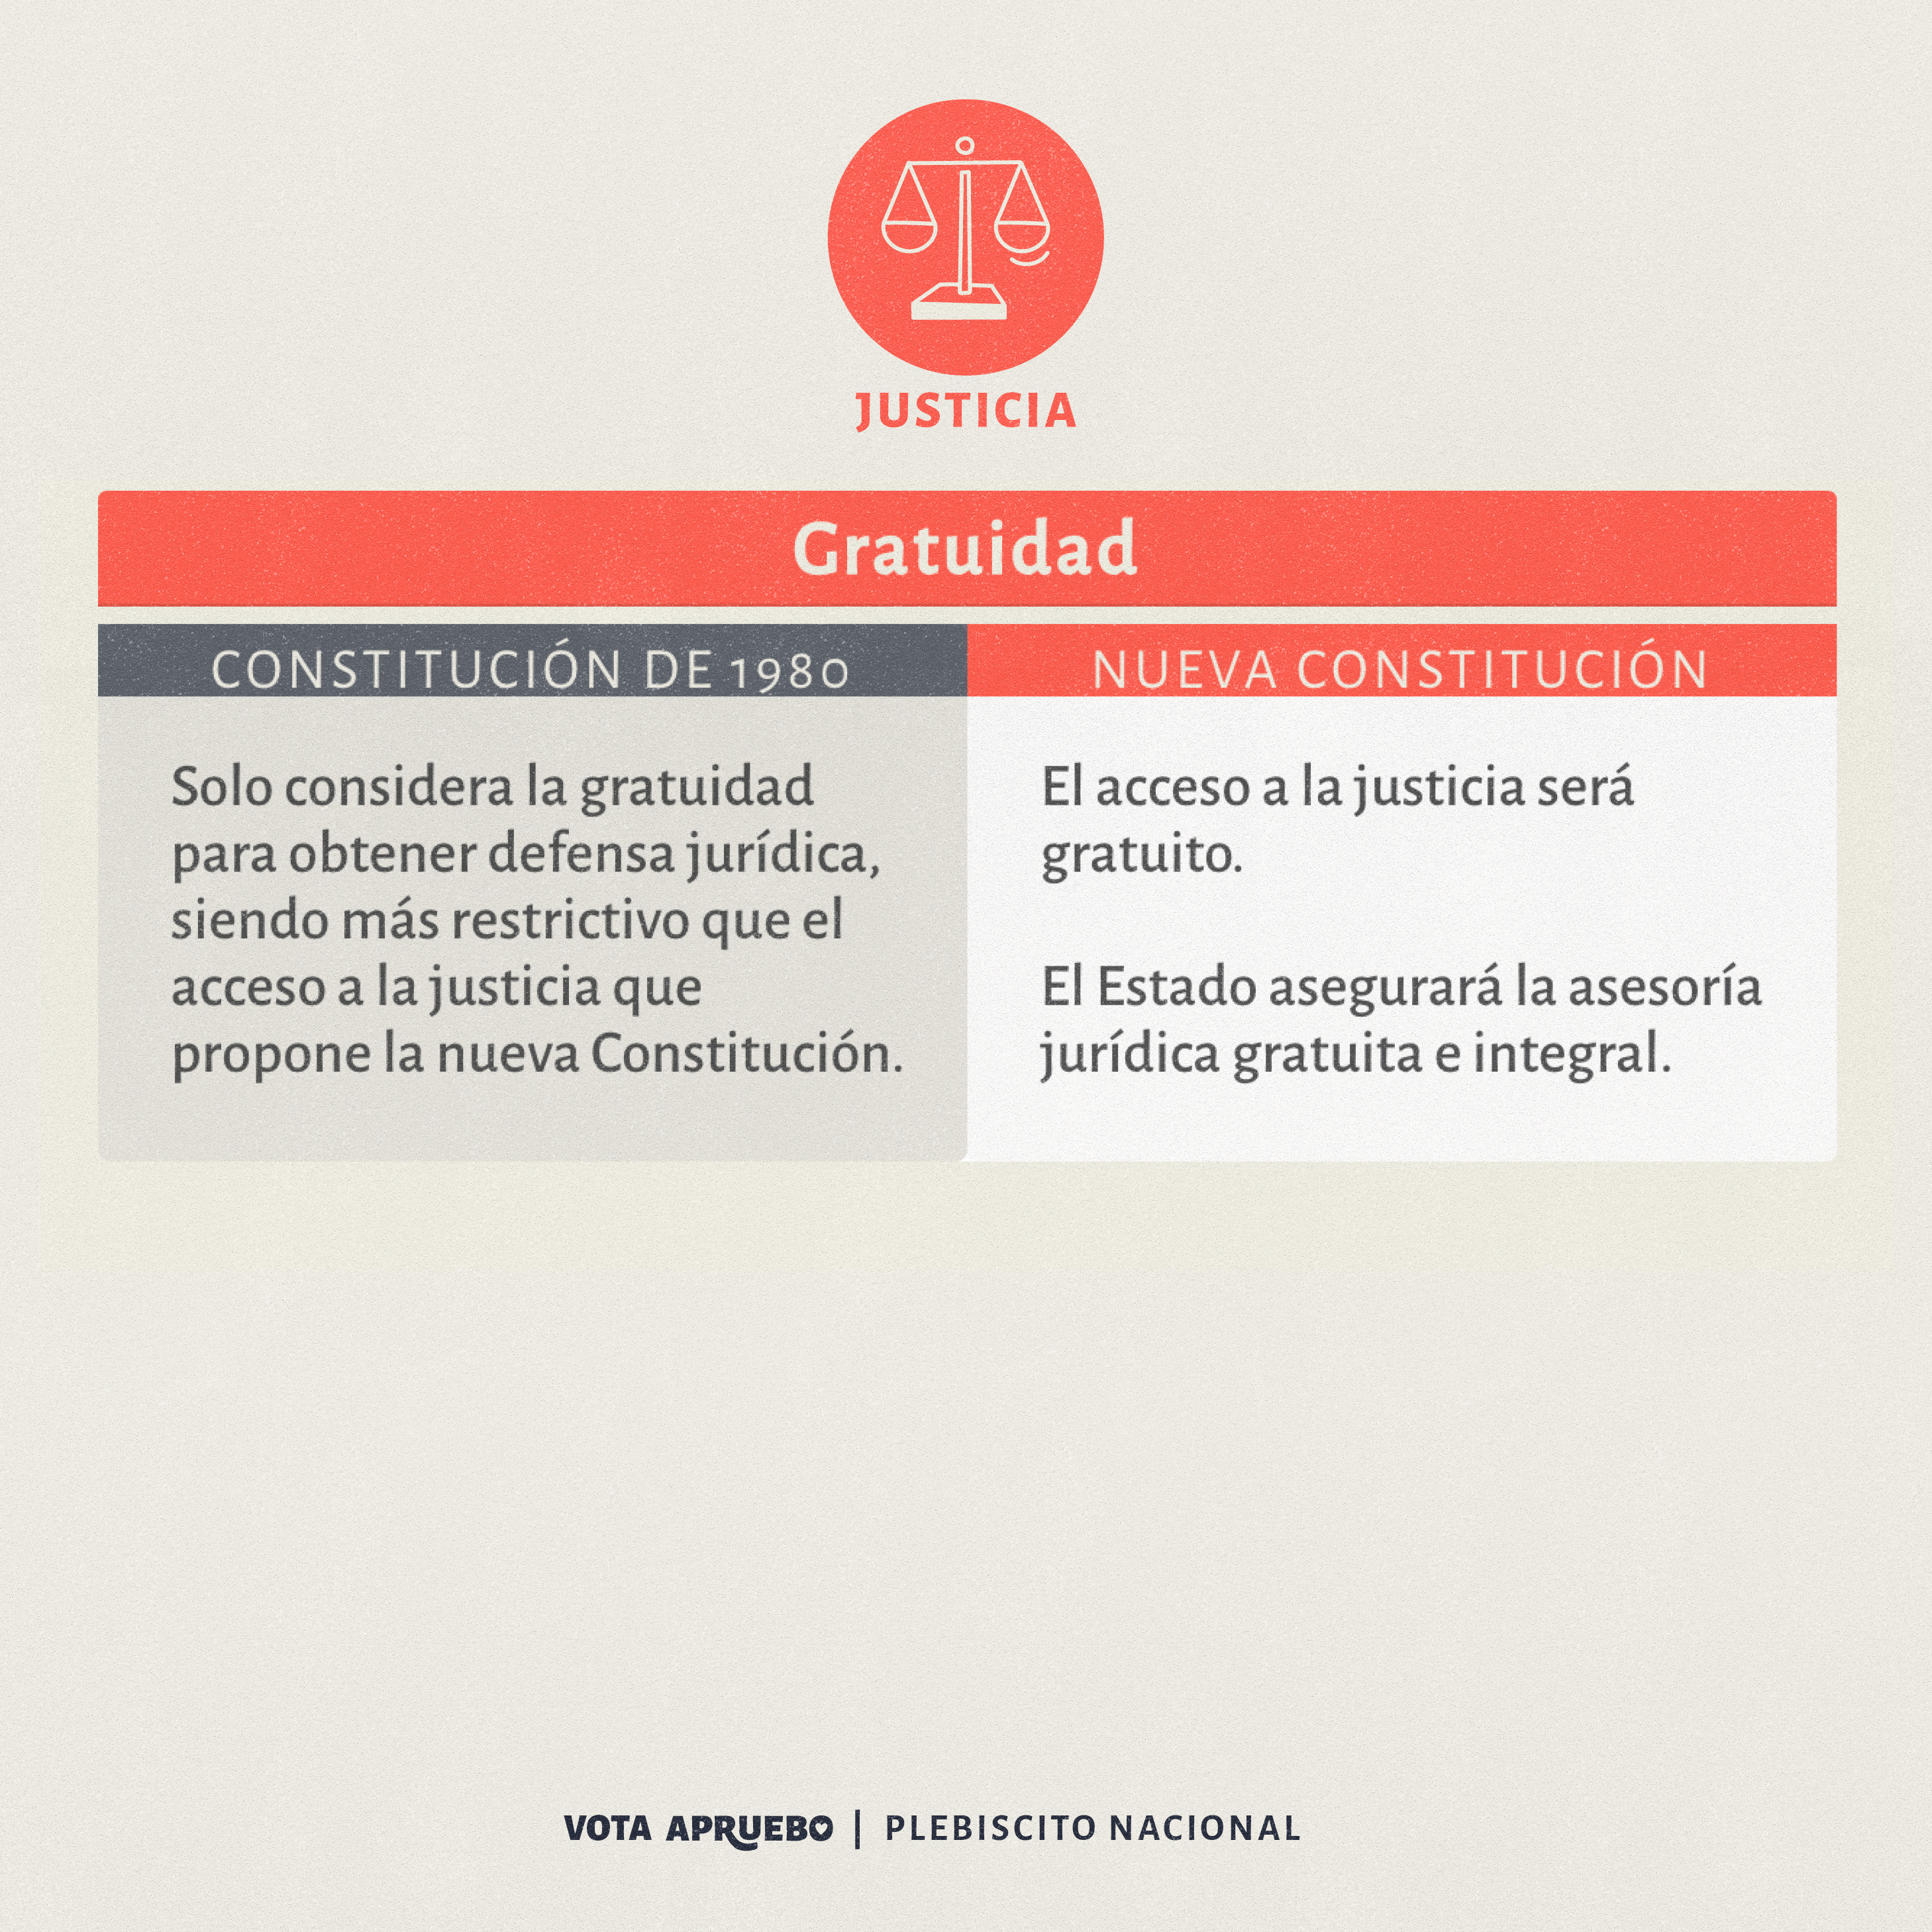 JUSTICIA
Gratuidad
CONSTITUCIÓN DE 1980
Solo considera la gratuidad
para obtener defensa jurídica,
siendo más restrictivo que el
acceso a la justicia que
propone la nueva Constitución.
NUEVA CONSTITUCIÓN
El acceso a la justicia será
gratuito.
El Estado asegurará la asesoría
jurídica gratuita e integral.
VOTA APRUEBO | PLEBISCITO NACIONAL